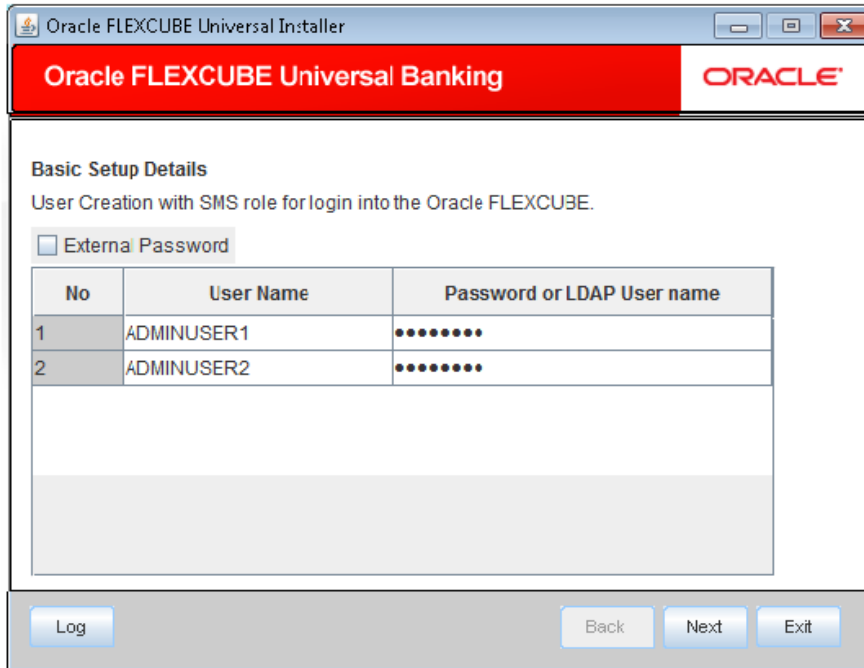 Oracle FLEXCUBE Universal Installer
Oracle FLEXCUBE Universal Banking
ORACLE
Basic Setup Details
User Creation with SMS role for login into the Oracle FLEXCUBE.
External Password
No User Name Password or LDAP User name
1 ADMINUSER1 ••••••••
2 ADMINUSER2 ••••••••
Log Back Next Exit